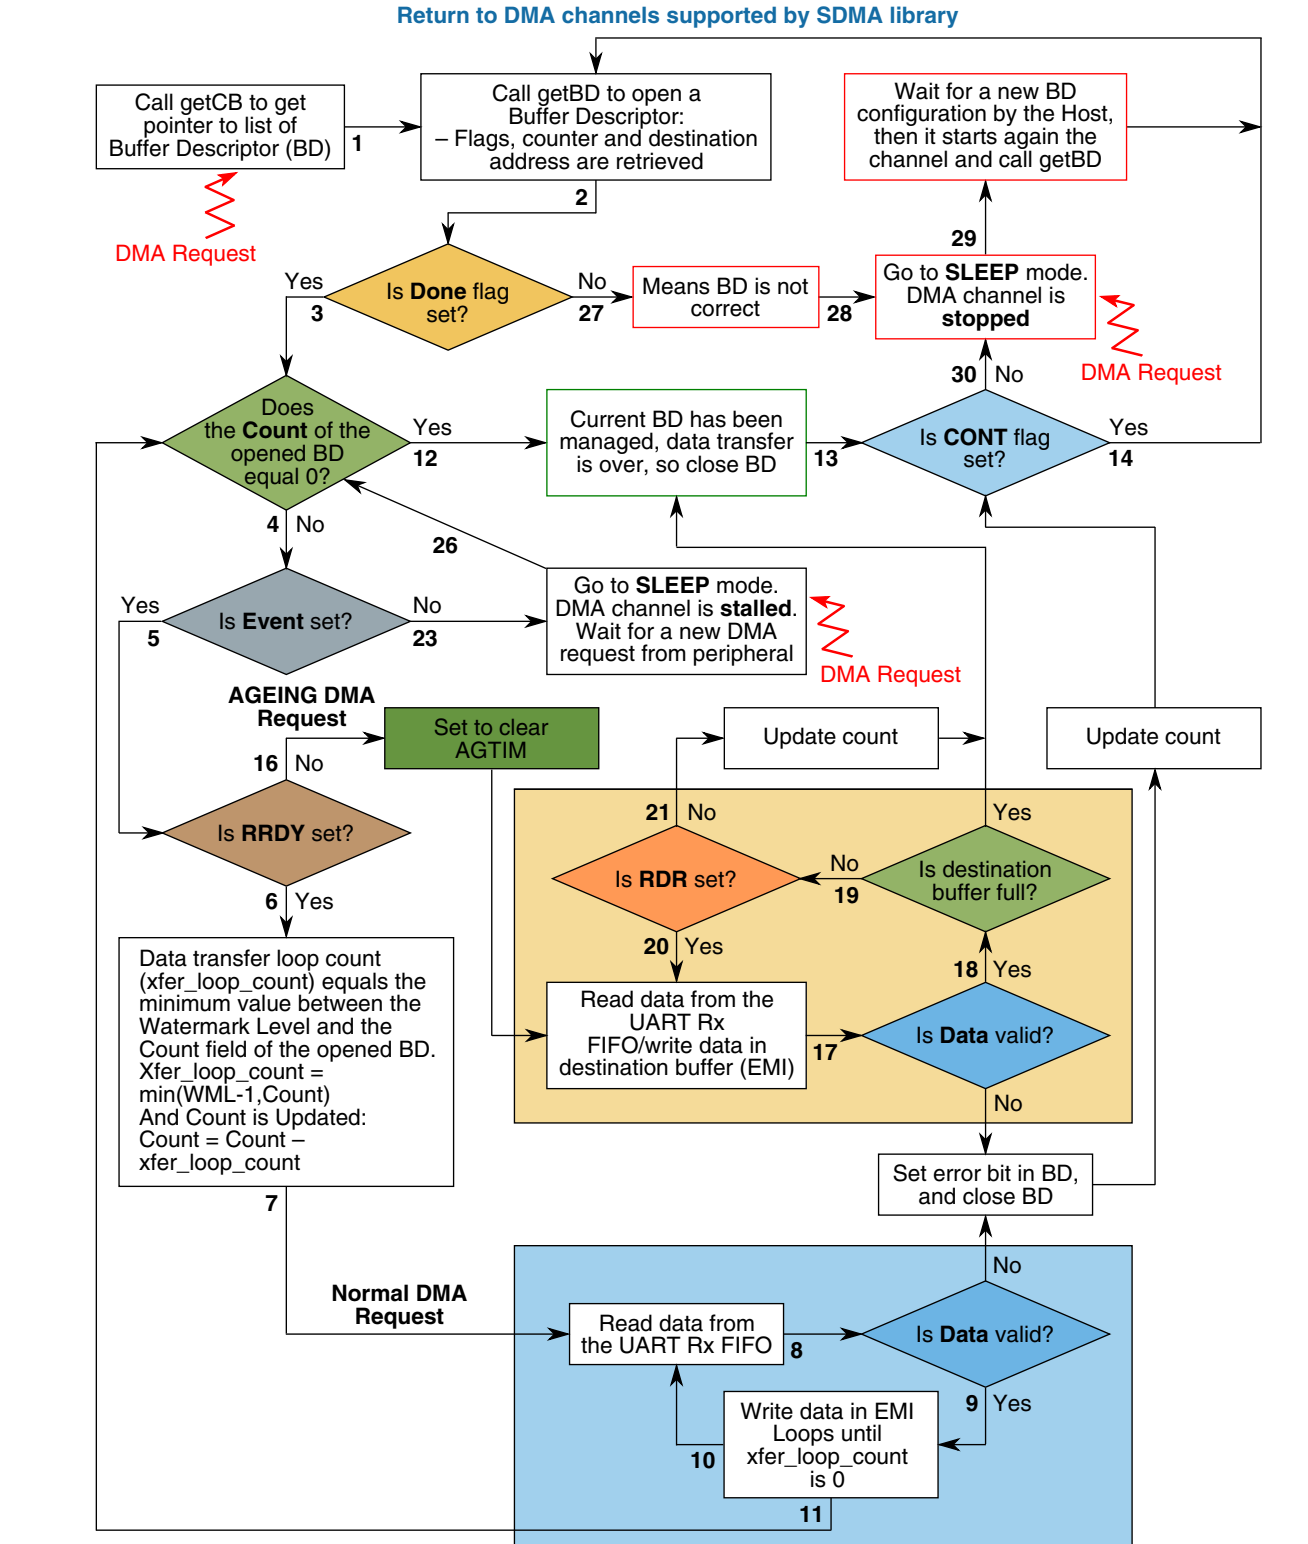 Return to DMA channels supported by SDMA library
Call getCB to get
pointer to list of
Buffer Descriptor (BD)
1
Call getBD to open a
Buffer Descriptor:
– Flags, counter and destination
address are retrieved
Wait for a new BD
configuration by the Host,
then it starts again the
channel and call getBD
DMA Request
2
29
Is Done flag
set?
Yes
3
No
27
Means BD is not
correct
28
Go to SLEEP mode.
DMA channel is
stopped
DMA Request
30 No
Does
the Count of the
opened BD
equal 0?
Yes
12
Current BD has been
managed, data transfer
is over, so close BD
13
Is CONT flag
set?
Yes
14
4 No
26
Is Event set?
Yes
5
No
23
Go to SLEEP mode.
DMA channel is stalled.
Wait for a new DMA
request from peripheral
DMA Request
AGEING DMA
Request
16 No
Set to clear
AGTIM
Update count
Update count
Is RRDY set?
21 No
Yes
Is RDR set?
No
19
Is destination
buffer full?
6 Yes
20 Yes
18 Yes
Data transfer loop count
(xfer_loop_count) equals the
minimum value between the
Watermark Level and the
Count field of the opened BD.
Xfer_loop_count =
min(WML-1,Count)
And Count is Updated:
Count = Count –
xfer_loop_count
Read data from the
UART Rx
FIFO/write data in
destination buffer (EMI)
17
Is Data valid?
No
Set error bit in BD,
and close BD
7
No
Normal DMA
Request
Read data from
the UART Rx FIFO
8
Is Data valid?
9 Yes
Write data in EMI
Loops until
xfer_loop_count
is 0
10
11